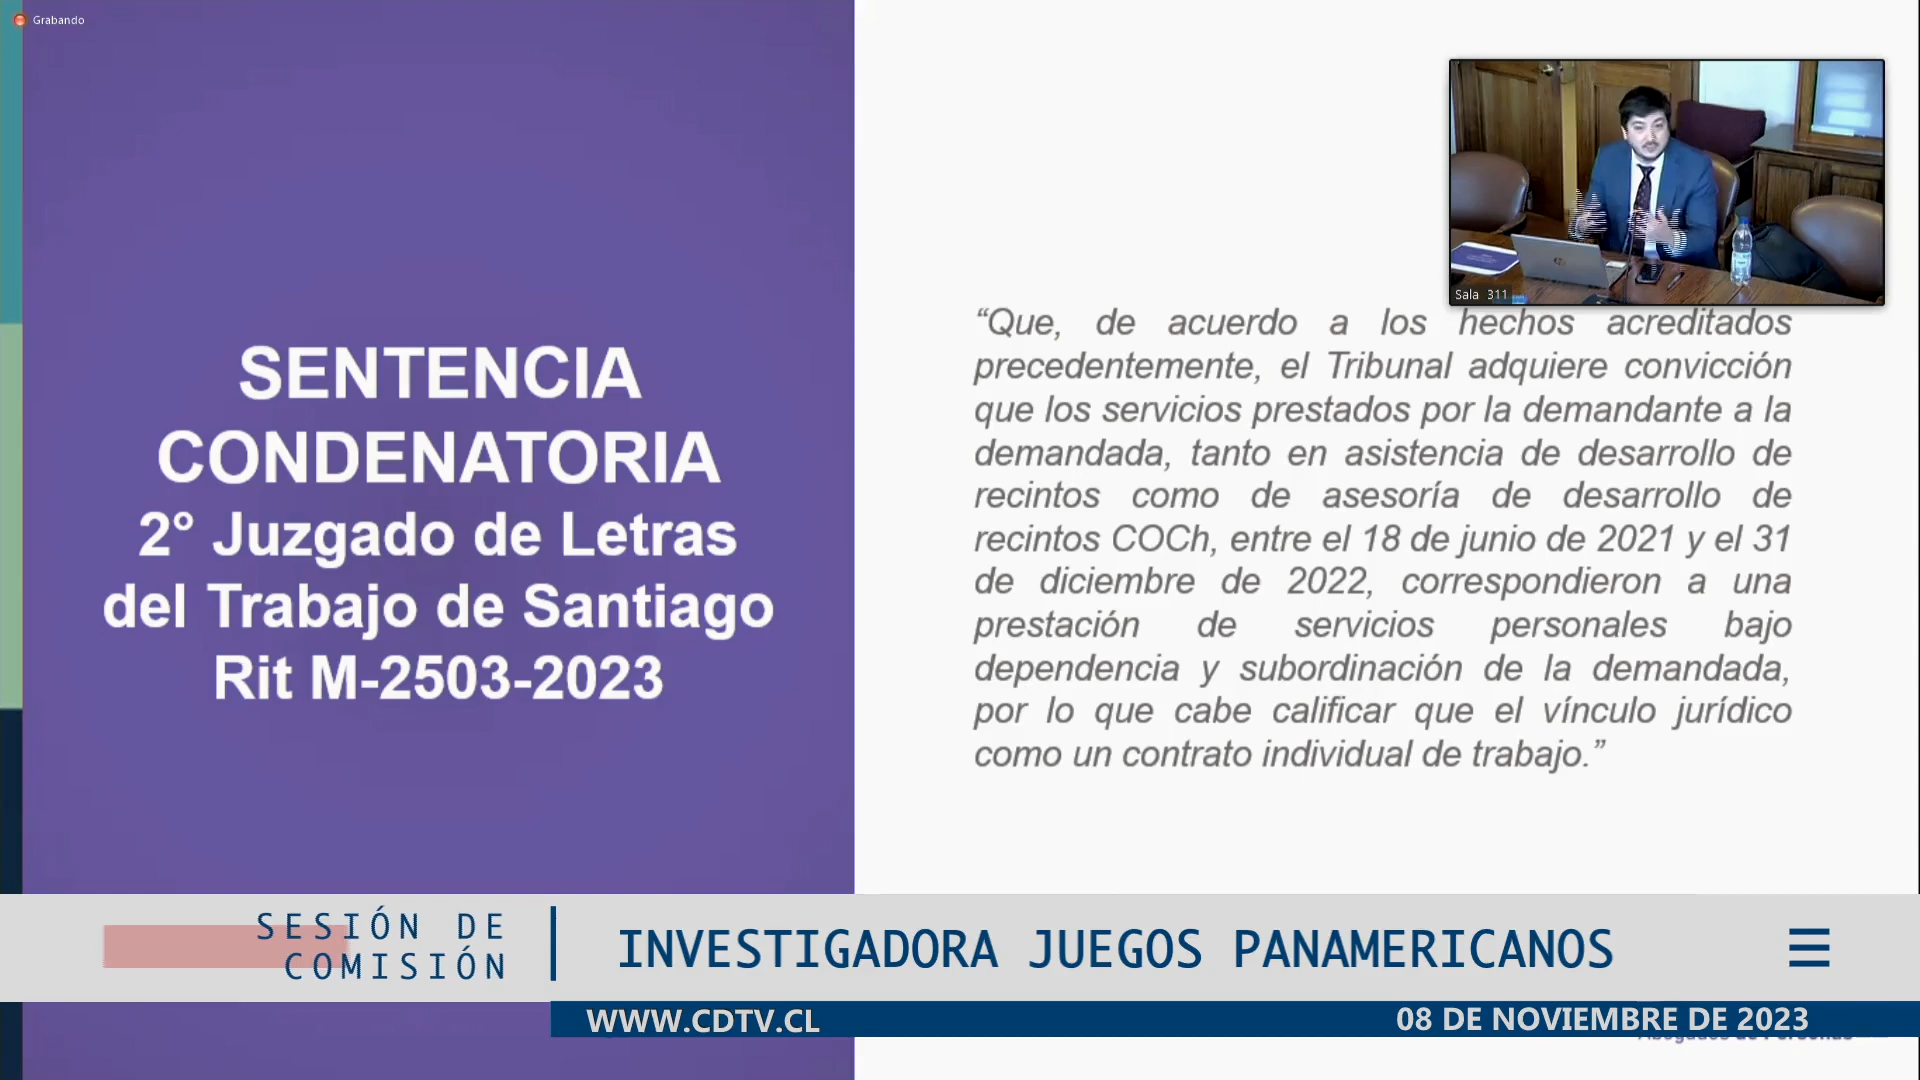 Grabando
SENTENCIA
CONDENATORIA
2° Juzgado de Letras
del Trabajo de Santiago
Rit M-2503-2023
Sala 311
“Que, de acuerdo a los hechos acreditados
precedentemente, el Tribunal adquiere convicción
que los servicios prestados por la demandante a la
demandada, tanto en asistencia de desarrollo de
recintos como de asesoría de desarrollo de
recintos COCh, entre el 18 de junio de 2021 y el 31
de diciembre de 2022, correspondieron a una
prestación de servicios personales bajo
dependencia y subordinación de la demandada,
por lo que cabe calificar que el vínculo jurídico
como un contrato individual de trabajo.”
SESIÓN DE
COMISIÓN
INVESTIGADORA JUEGOS PANAMERICANOS
WWW.CDTV.CL
08 DE NOVIEMBRE DE 2023